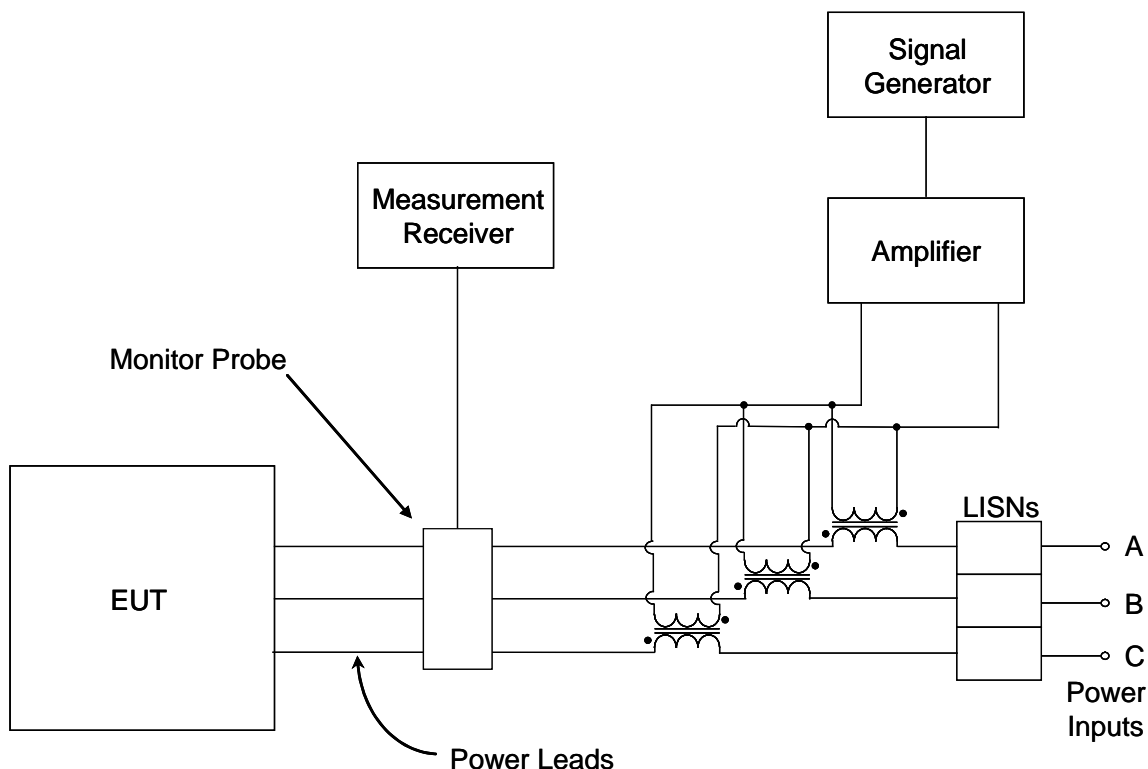 Signal
Generator
Measurement
Receiver
Amplifier
Monitor Probe
LISNs
A
EUT
B
C
Power
Inputs
Power Leads